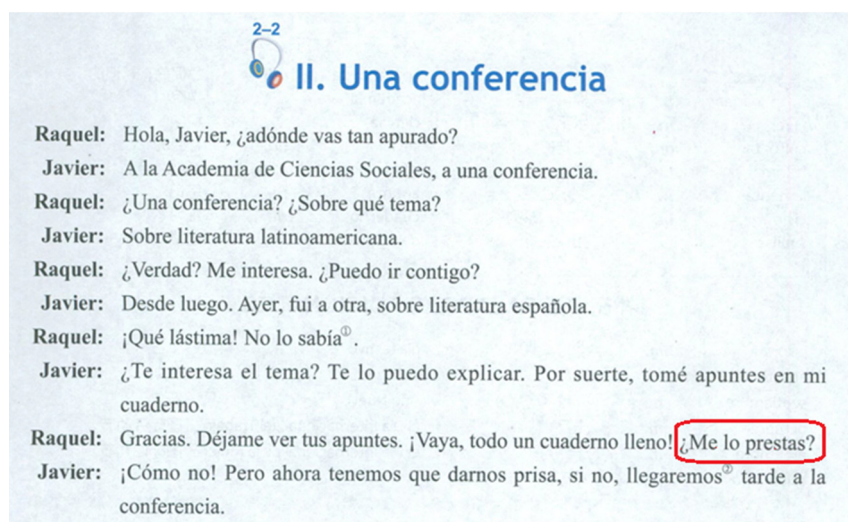 2–2
II. Una conferencia
Raquel: Hola, Javier, ¿adónde vas tan apurado?
Javier: A la Academia de Ciencias Sociales, a una conferencia.
Raquel: ¿Una conferencia? ¿Sobre qué tema?
Javier: Sobre literatura latinoamericana.
Raquel: ¿Verdad? Me interesa. ¿Puedo ir contigo?
Javier: Desde luego. Ayer, fui a otra, sobre literatura española.
Raquel: ¡Qué lástima! No lo sabía①.
Javier: ¿Te interesa el tema? Te lo puedo explicar. Por suerte, tomé apuntes en mi
cuaderno.
Raquel: Gracias. Déjame ver tus apuntes. ¡Vaya, todo un cuaderno lleno! ¿Me lo prestas?
Javier: ¡Cómo no! Pero ahora tenemos que darnos prisa, si no, llegaremos② tarde a la
conferencia.